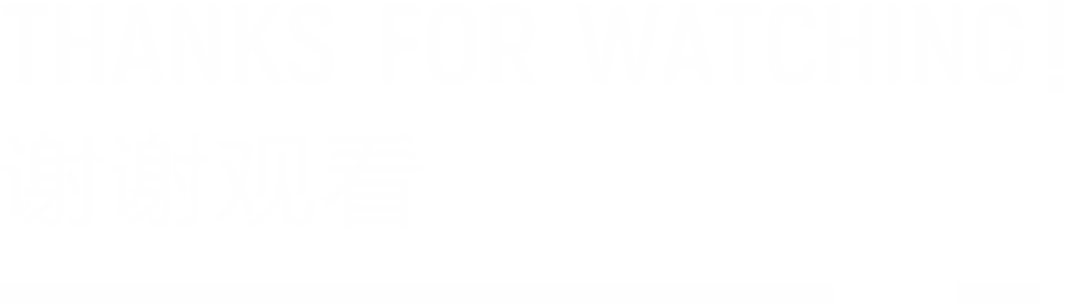 THANKS FOR WATCHING!
谢谢观看